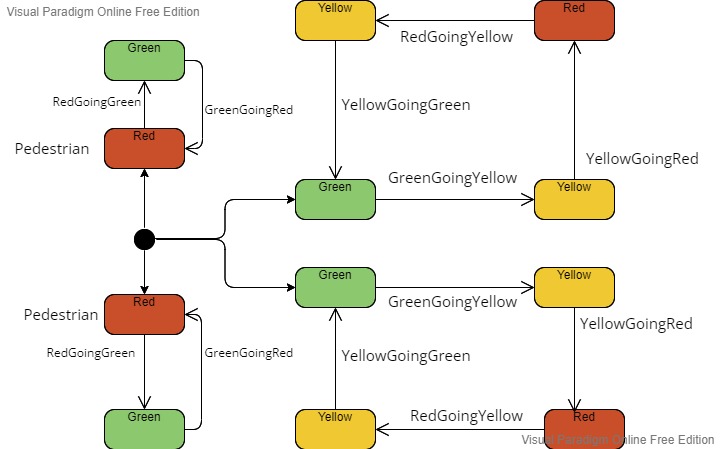 Visual Paradigm Online Free Edition
Yellow
Red
RedGoingYellow
Green
RedGoingGreen
GreenGoingRed
YellowGoingGreen
Red
Pedestrian
YellowGoingRed
Green
GreenGoingYellow
Yellow
Green
GreenGoingYellow
Yellow
Red
Pedestrian
YellowGoingRed
RedGoingGreen
GreenGoingRed
YellowGoingGreen
Green
Yellow
RedGoingYellow
Red
Visual Paradigm Online Free Edition